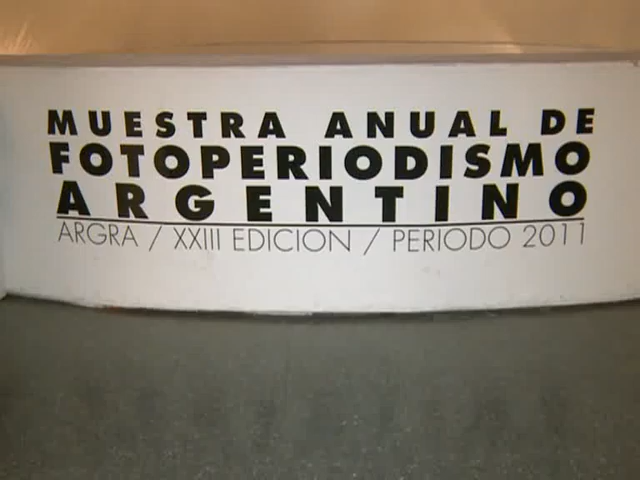 MUESTRA ANUAL DE
FOTOPERIODISMO
ARGENTINO
ARGRA / XXIII EDICION / PERIODO 2011